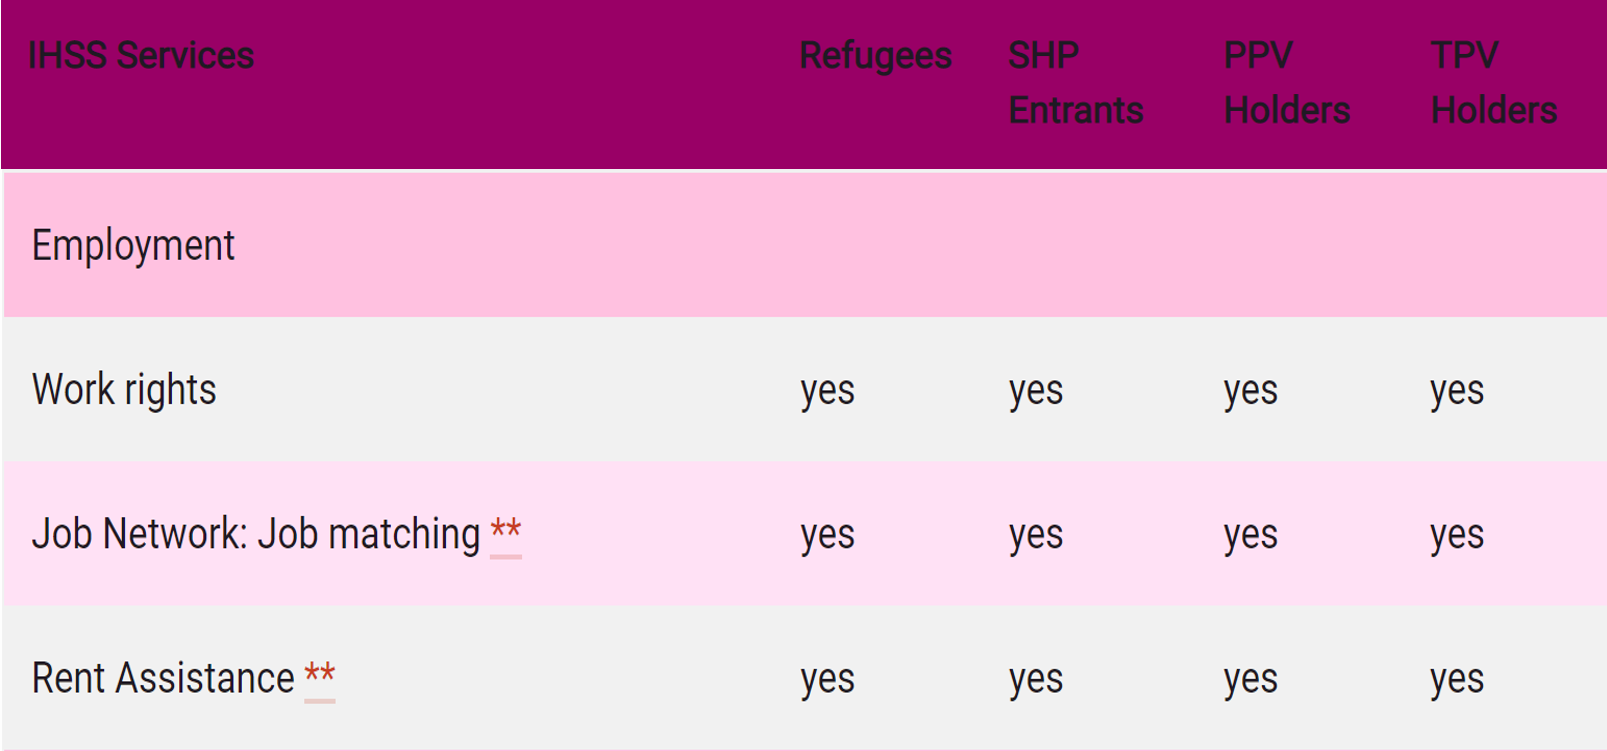 IHSS Services Refugees SHP Entrants PPV Holders TPV Holders
Employment
Work rights yes yes yes yes
Job Network: Job matching ** yes yes yes yes
Rent Assistance ** yes yes yes yes